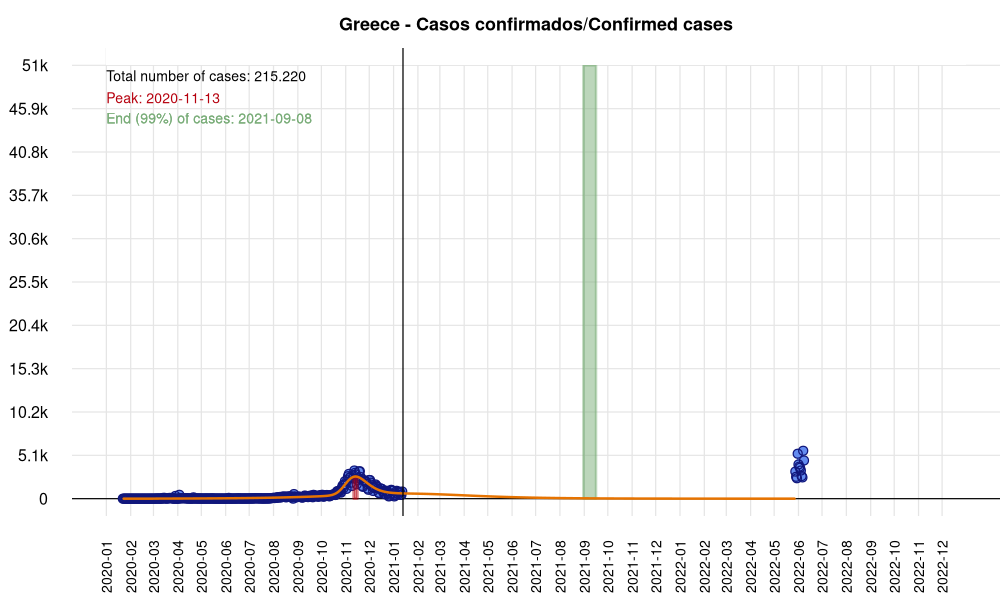 Greece - Casos confirmados/Confirmed cases
51k
45.9k
40.8k
35.7k
30.6k
25.5k
20.4k
15.3k
10.2k
5.1k
0
Total number of cases: 215.220
Peak: 2020-11-13
End (99%) of cases: 2021-09-08
2020-01
2020-02
2020-03
2020-04
2020-05
2020-06
2020-07
2020-08
2020-09
2020-10
2020-11
2020-12
2021-01
2021-02
2021-03
2021-04
2021-05
2021-06
2021-07
2021-08
2021-09
2021-10
2021-11
2021-12
2022-01
2022-02
2022-03
2022-04
2022-05
2022-06
2022-07
2022-08
2022-09
2022-10
2022-11
2022-12